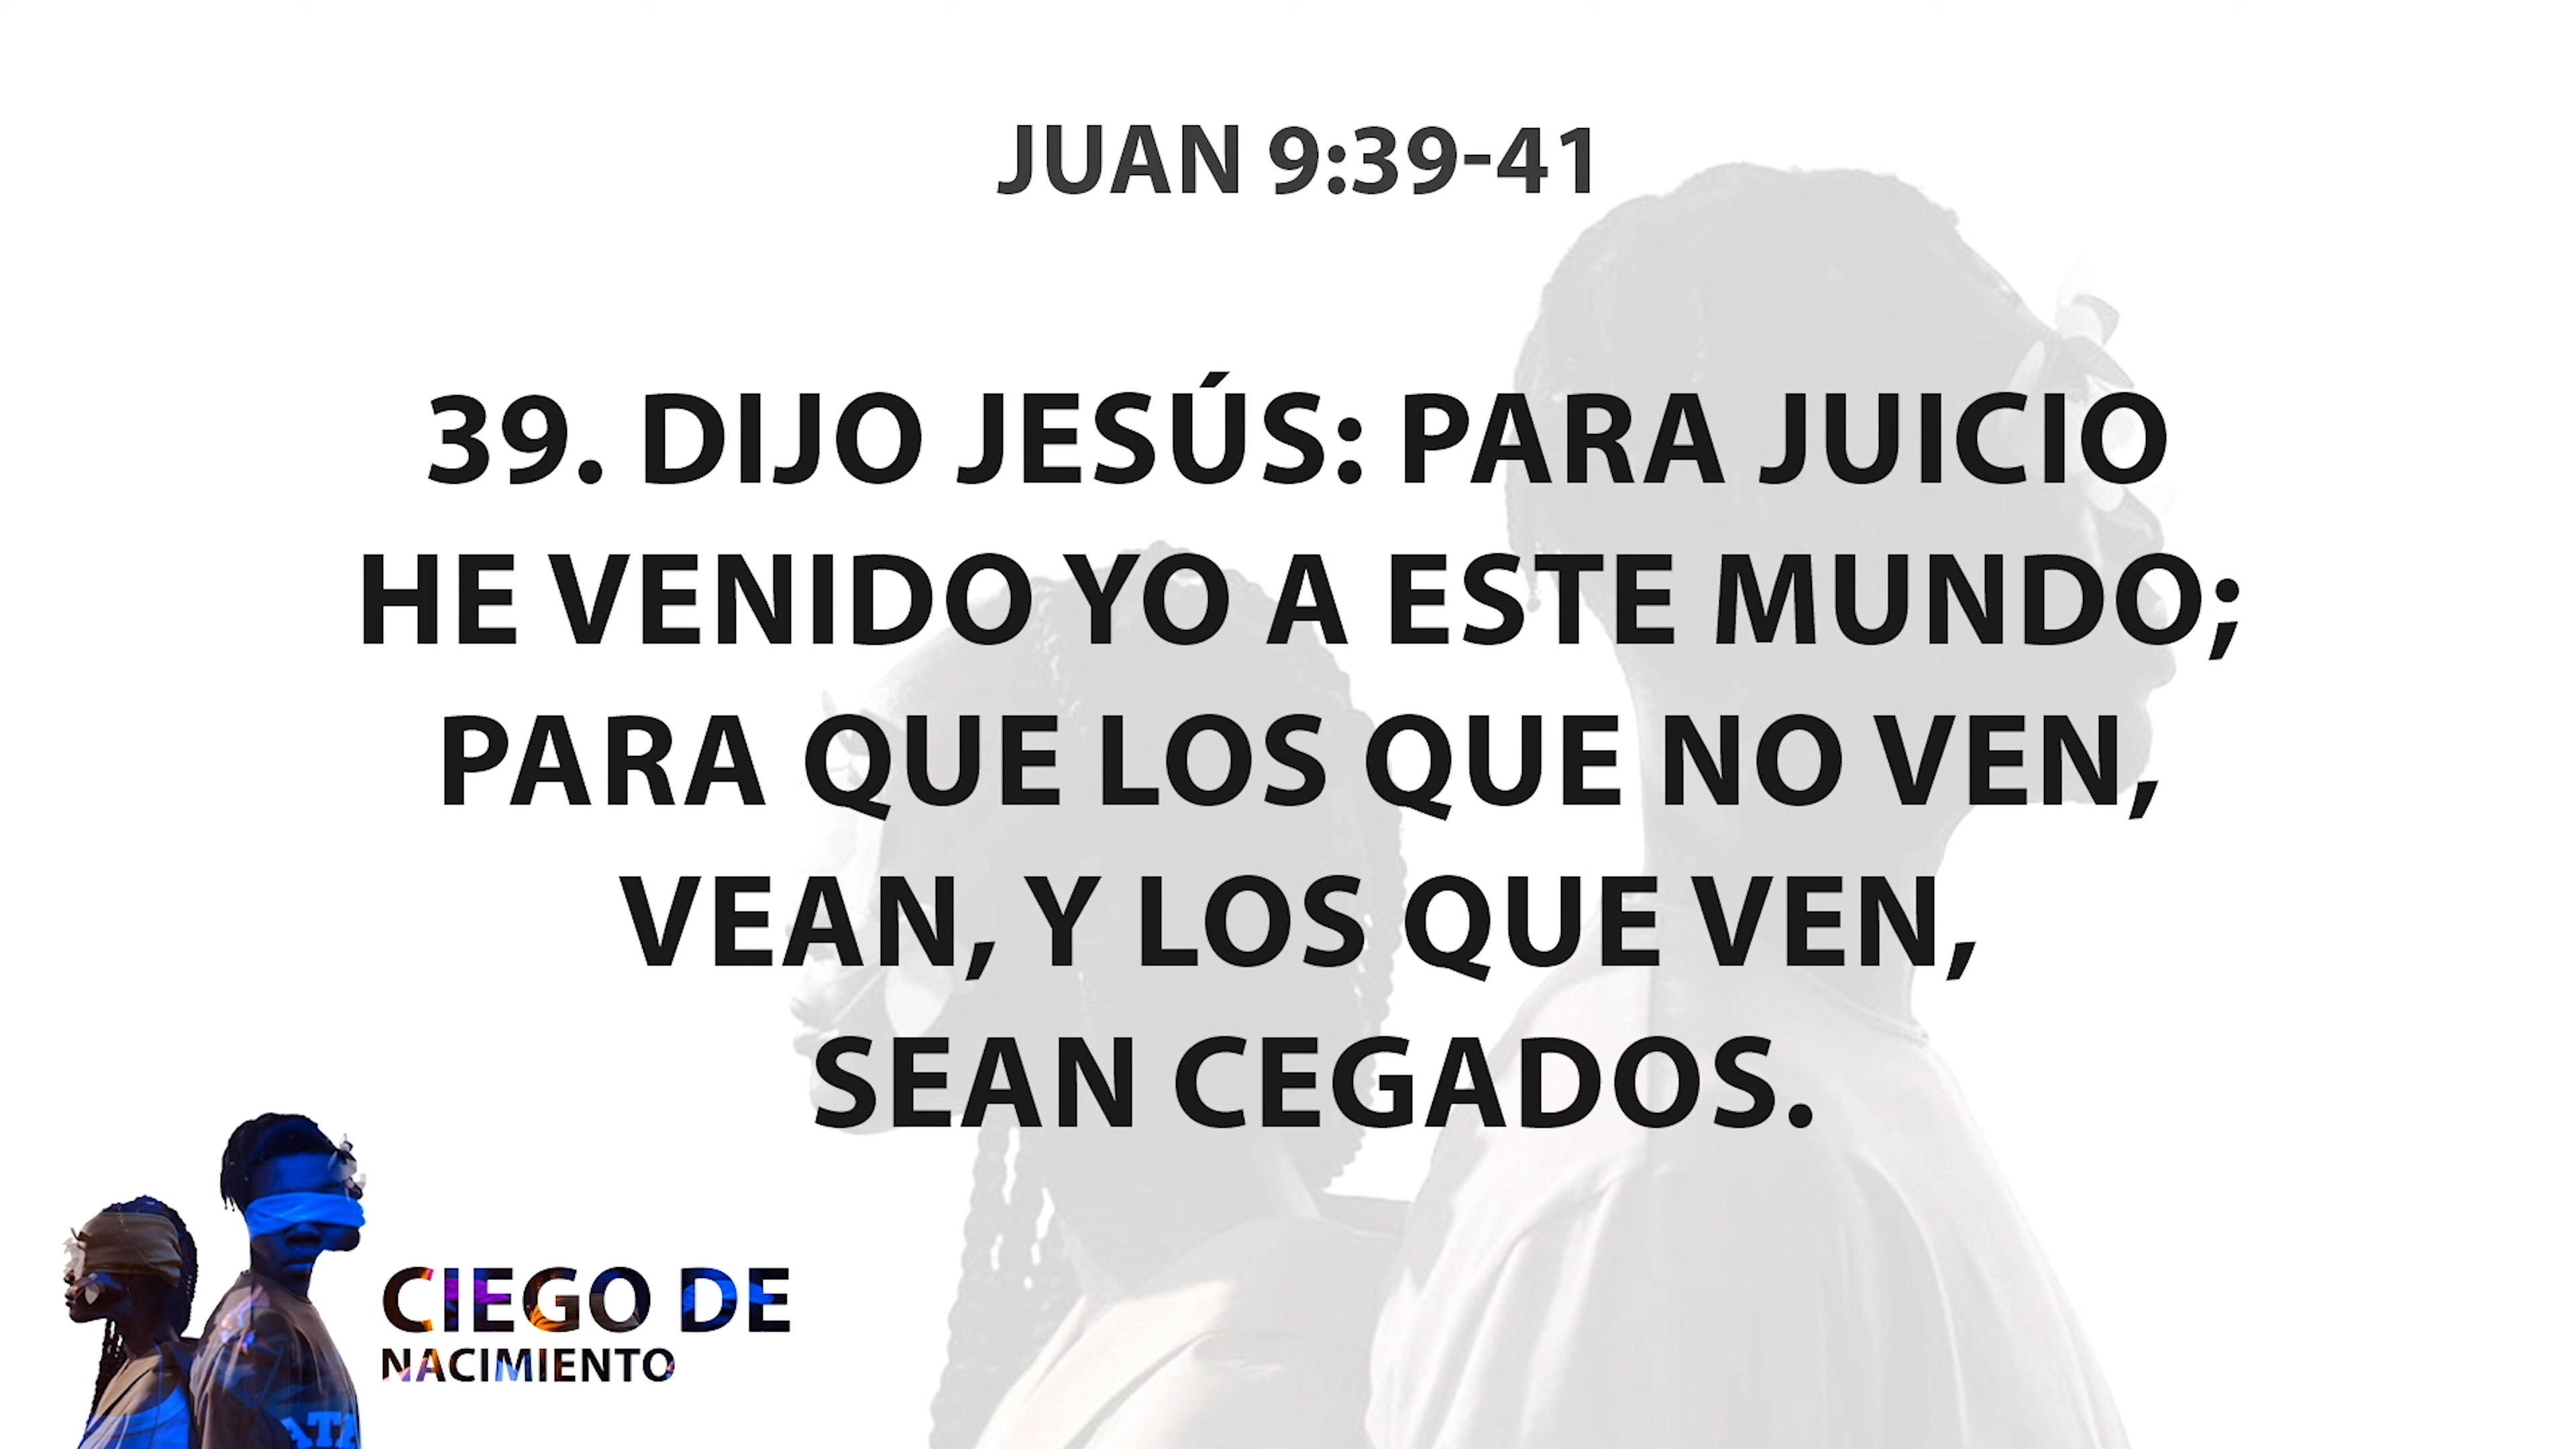 JUAN 9:39-41
39. DIJO JESÚS: PARA JUICIO
HE VENIDO YO A ESTE MUNDO;
PARA QUE LOS QUE NO VEN,
VEAN, Y LOS QUE VEN,
SEAN CEGADOS.
CIEGO DE
NACIMIENTO